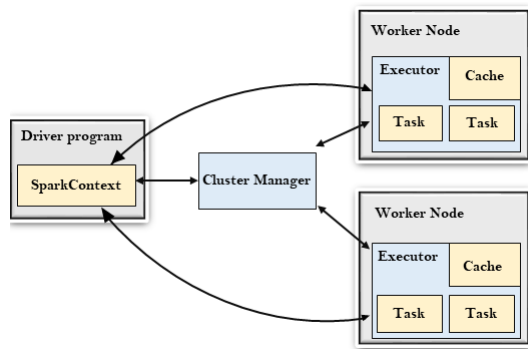 Worker Node
Executor
Cache
Task
Task
Driver program
SparkContext
Cluster Manager
Worker Node
Executor
Cache
Task
Task